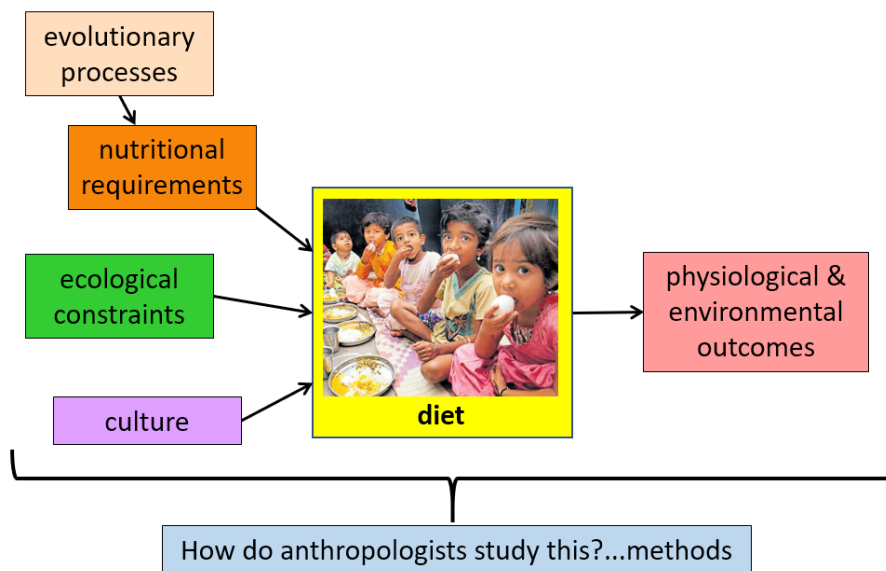 evolutionary
processes
nutritional
requirements
ecological
constraints
culture
diet
physiological &
environmental
outcomes
How do anthropologists study this?...methods